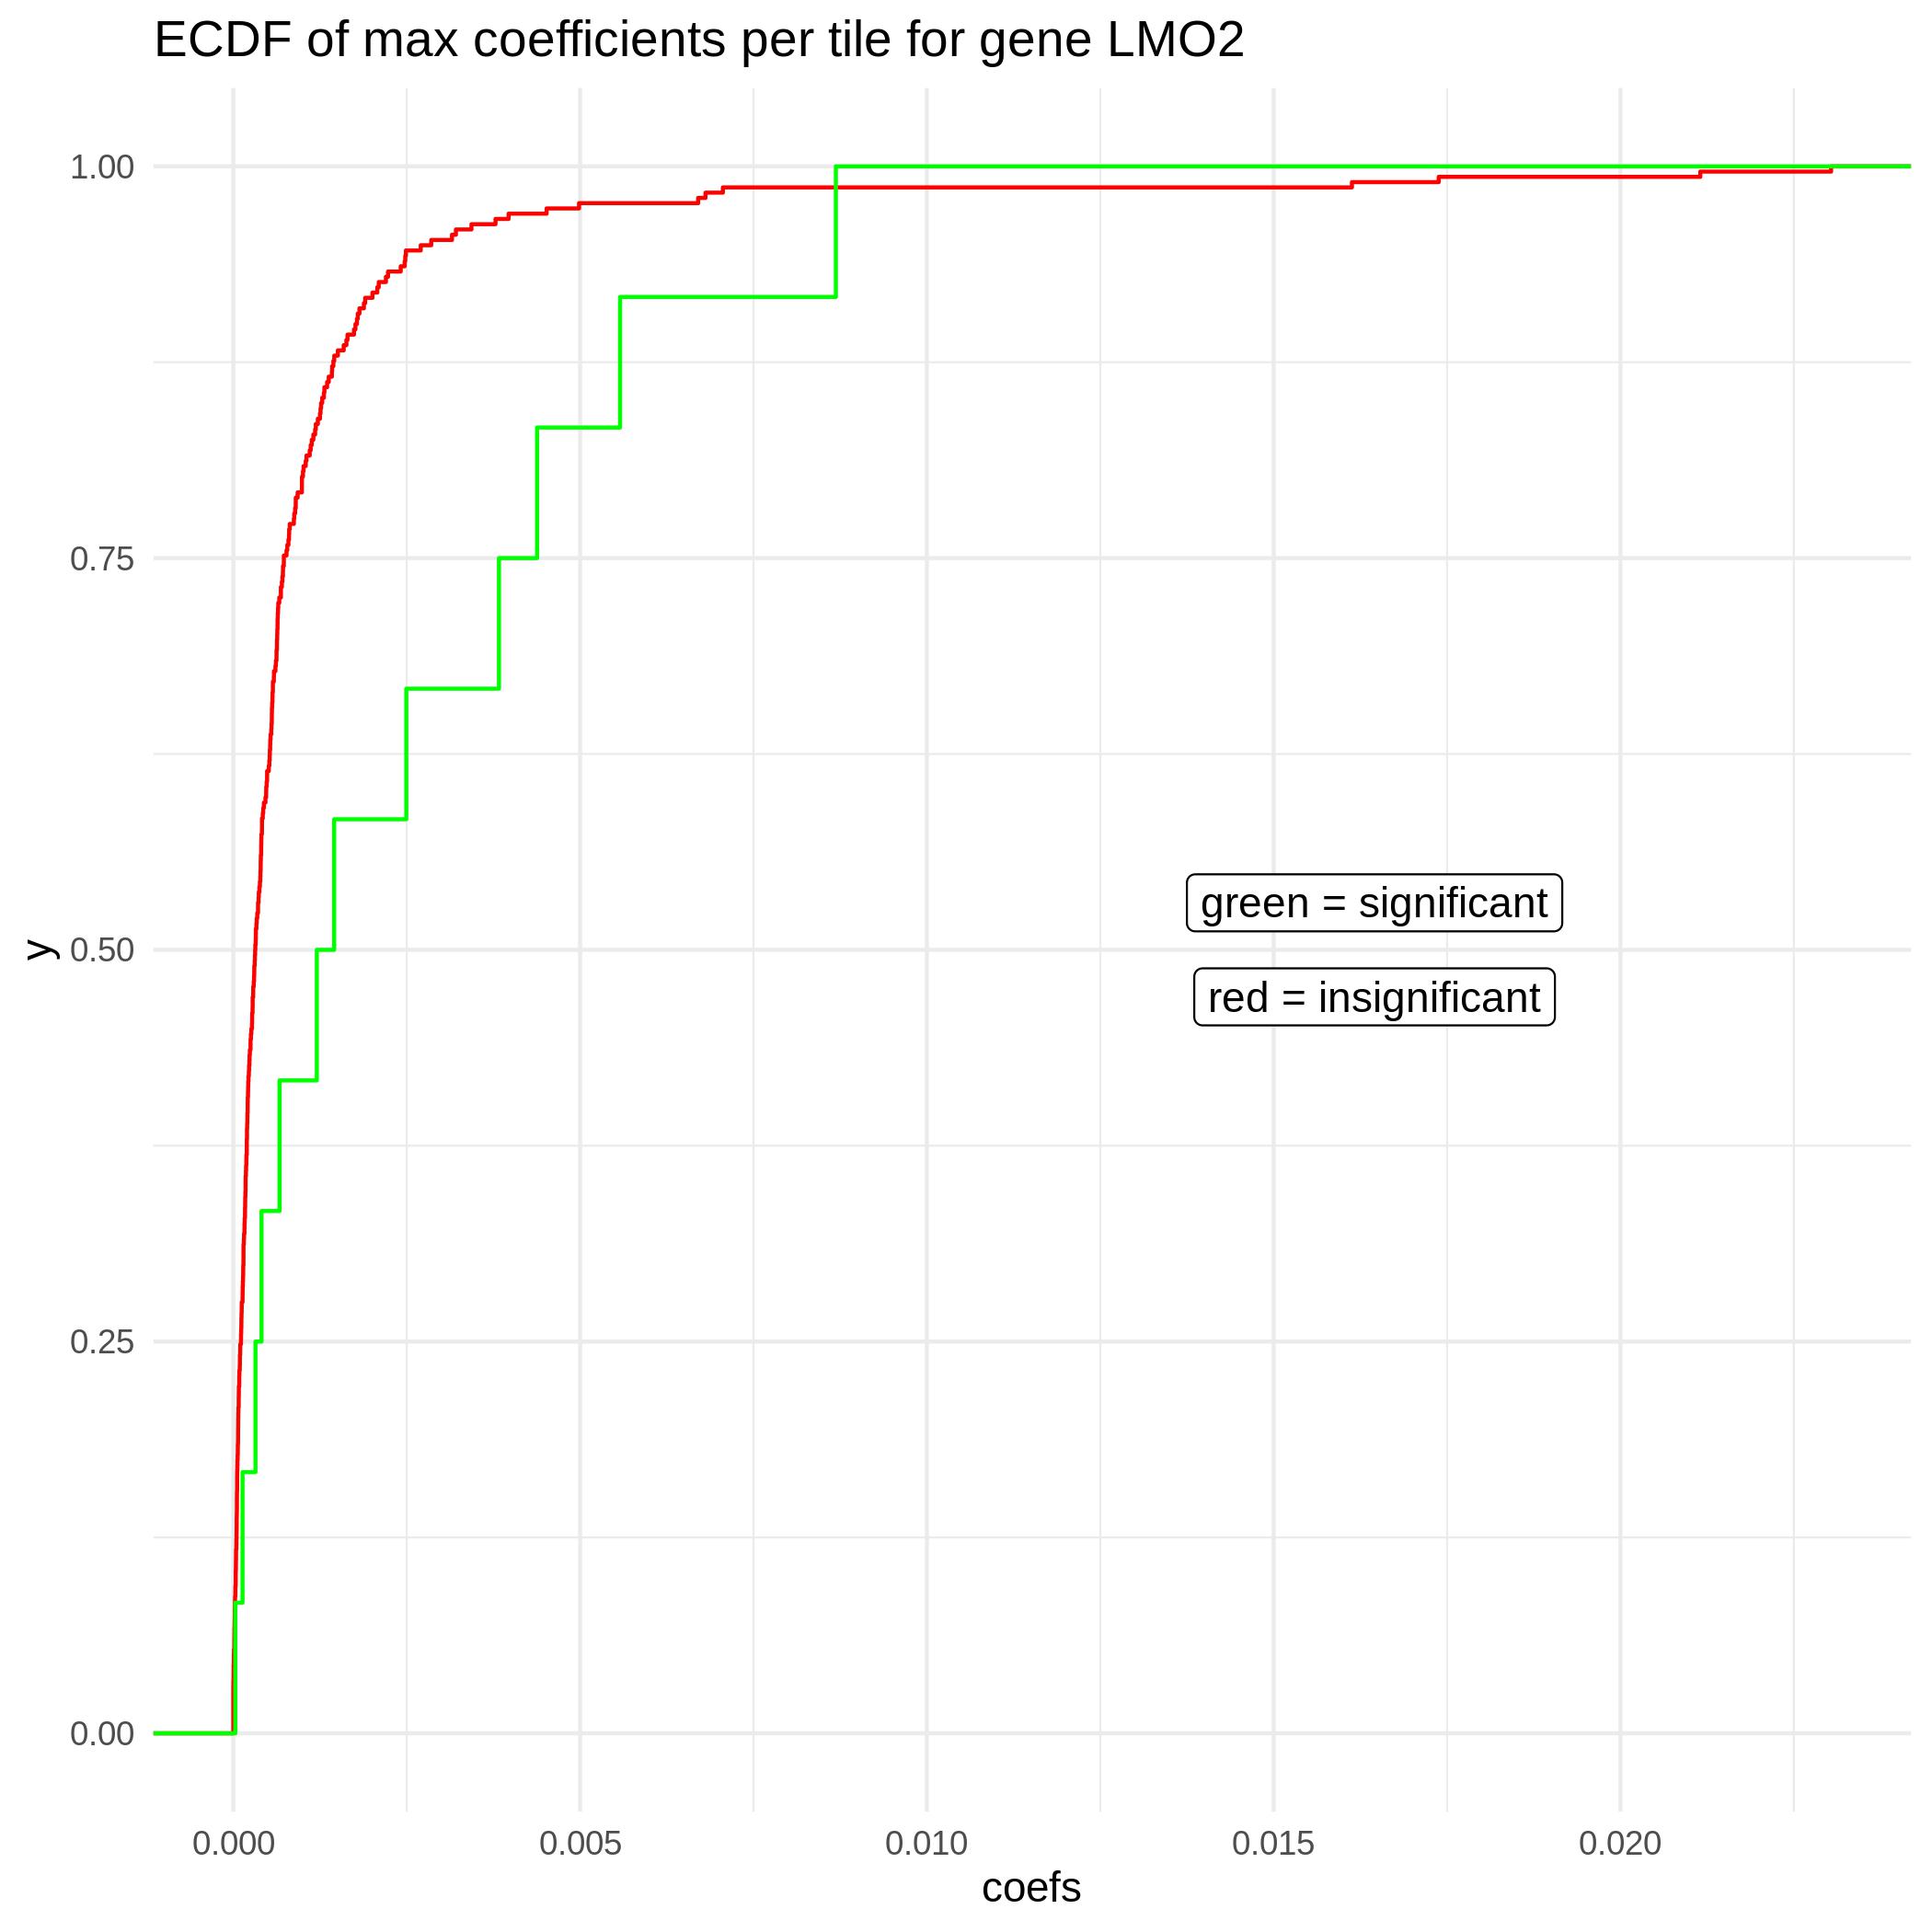 ECDF of max coefficients per tile for gene LMO2
1.00
0.75
0.50
0.25
0.00
y
green = significant
red = insignificant
0.000 0.005 0.010 0.015 0.020
coefs